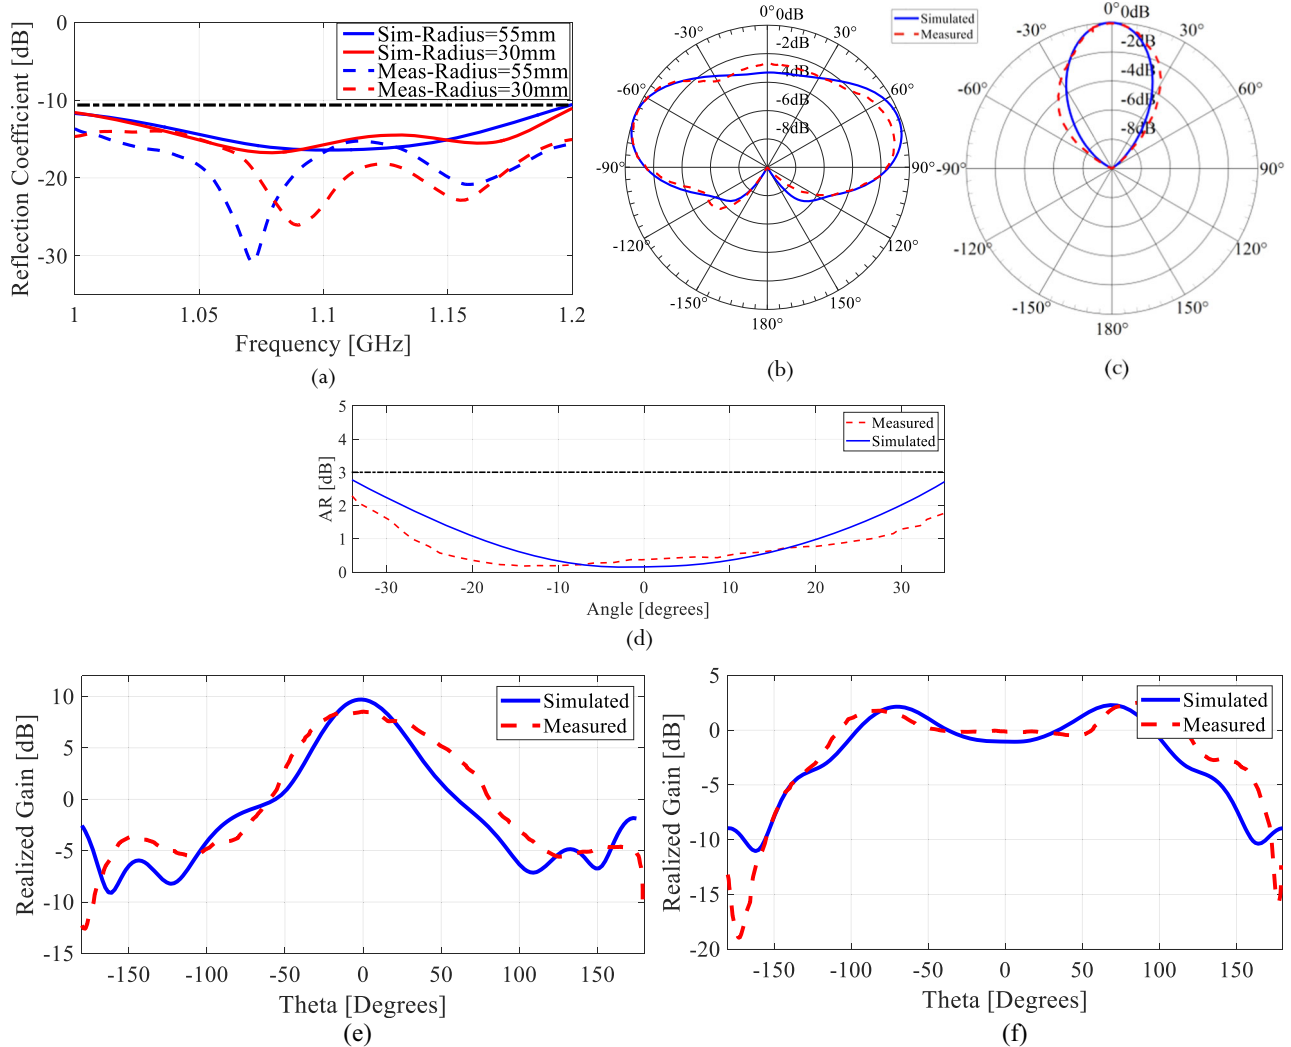 Reflection Coefficient [dB]
0
-10
-20
-30
Sim-Radius=55mm
Sim-Radius=30mm
Meas-Radius=55mm
Meas-Radius=30mm
1
1.05
1.1
1.15
1.2
Frequency [GHz]
(a)
0°
0dB
-2dB
-4dB
-6dB
-8dB
-30°
30°
-60°
60°
-90°
90°
-120°
120°
-150°
150°
180°
(b)
Simulated
Measured
0°
0dB
-2dB
-4dB
-6dB
-8dB
-30°
30°
-60°
60°
-90°
90°
-120°
120°
-150°
150°
180°
(c)
AR [dB]
5
4
3
2
1
0
Measured
Simulated
-30
-20
-10
0
10
20
30
Angle [degrees]
(d)
Realized Gain [dB]
10
5
0
-5
-10
-15
Simulated
Measured
-150
-100
-50
0
50
100
150
Theta [Degrees]
(e)
Realized Gain [dB]
5
0
-5
-10
-15
-20
Simulated
Measured
-150
-100
-50
0
50
100
150
Theta [Degrees]
(f)